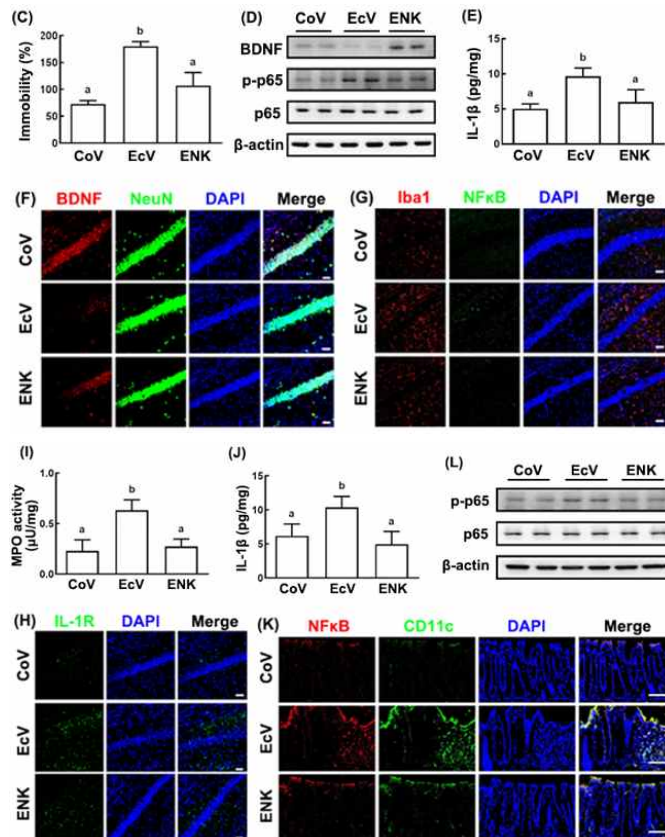 (C)
Immobility (%)
200
150
100
50
0
a
b
a
CoV EcV ENK
(D)
CoV EcV ENK
BDNF
p-p65
p65
β-actin
(E)
IL-1β (pg/mg)
15
10
5
0
a
b
a
CoV EcV ENK
(F)
BDNF NeuN DAPI Merge
CoV
EcV
ENK
(G)
Iba1 NFκB DAPI Merge
CoV
EcV
ENK
(I)
MPO activity
(µU/mg)
1.0
0.5
0.0
a
b
a
CoV EcV ENK
(J)
IL-1β (pg/mg)
15
10
5
0
a
b
a
CoV EcV ENK
(L)
CoV EcV ENK
p-p65
p65
β-actin
(H)
IL-1R DAPI Merge
CoV
EcV
ENK
(K)
NFκB CD11c DAPI Merge
CoV
EcV
ENK